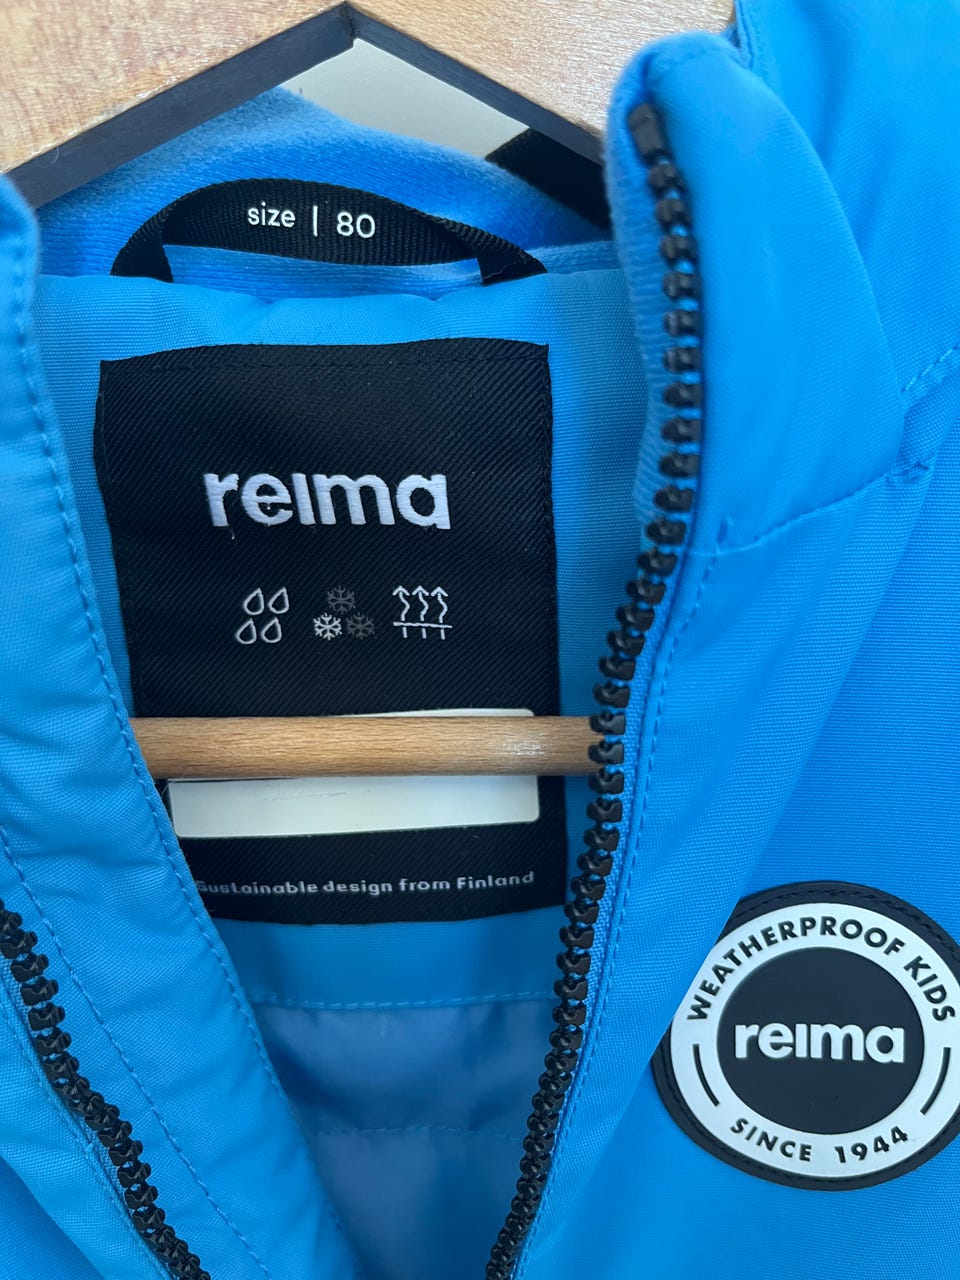 size | 80
reima
Sustainable design from Finland
WEATHERPROOF KIDS
reima
SINCE 1944